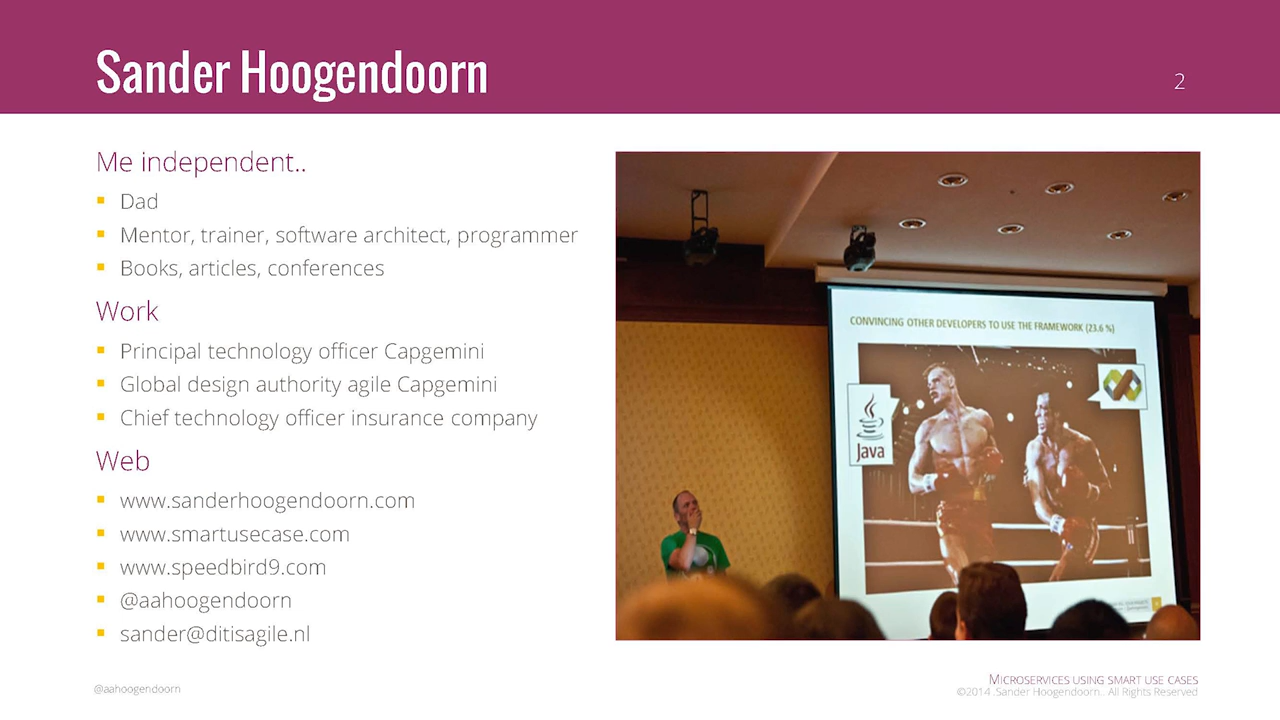 Sander Hoogendoorn
2
Me independent..
Dad
Mentor, trainer, software architect, programmer
Books, articles, conferences
Work
Principal technology officer Capgemini
Global design authority agile Capgemini
Chief technology officer insurance company
Web
www.sanderhoogendoorn.com
www.smartusecase.com
www.speedbird9.com
@aahoogendoorn
sander@ditisagile.nl
CONVINCING OTHER DEVELOPERS TO USE THE FRAMEWORK (23.6 %)
Java
@aahoogendoorn
MICROSERVICES USING SMART USE CASES
©2014 .Sander Hoogendoorn.. All Rights Reserved